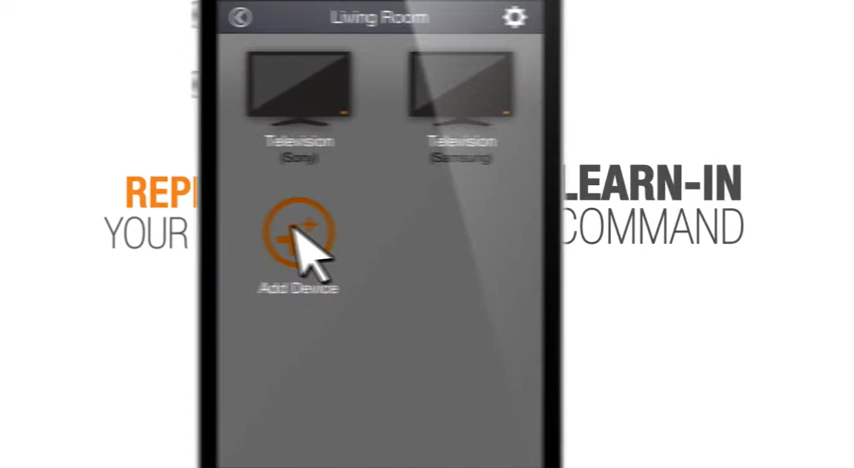 Living Room
Television
(Sony)
Television
(Samsung)
REP
YOUR
LEARN-IN
COMMAND
Add Device